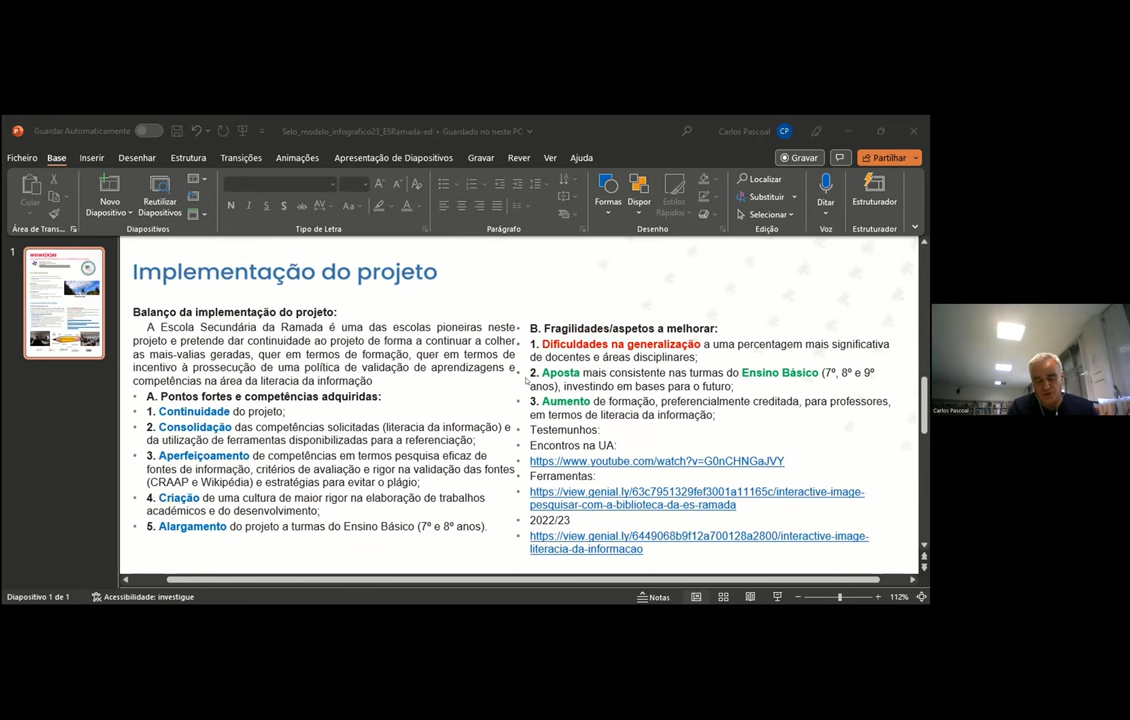 Guardar Automaticamente
Selo_modelo_infografico23_ESRamada-ed • Guardado no neste PC
Carlos Pascoal CP
Ficheiro Base Inserir Desenhar Estrutura Transições Animações Apresentação de Diapositivos Gravar Rever Ver Ajuda Gravar Partilhar
Colar
Novo
Diapositivo
Reutilizar
Diapositivos
N I S S ab AV Aa A
Formas Dispor Estilos
Rápidos
Localizar
Substituir
Selecionar
Ditar
Estruturador
Área de Trans... Diapositivos Tipo de Letra Parágrafo Desenho Edição Voz Estruturador
1
Implementação do projeto
Balanço da implementação do projeto:
A Escola Secundária da Ramada é uma das escolas pioneiras neste
projeto e pretende dar continuidade ao projeto de forma a continuar a colher
as mais-valias geradas, quer em termos de formação, quer em termos de
incentivo à prossecução de uma política de validação de aprendizagens e
competências na área da literacia da informação
• A. Pontos fortes e competências adquiridas:
• 1. Continuidade do projeto;
• 2. Consolidação das competências solicitadas (literacia da informação) e
da utilização de ferramentas disponibilizadas para a referenciação;
• 3. Aperfeiçoamento de competências em termos pesquisa eficaz de
fontes de informação, critérios de avaliação e rigor na validação das fontes
(CRAAP e Wikipédia) e estratégias para evitar o plágio;
• 4. Criação de uma cultura de maior rigor na elaboração de trabalhos
académicos e do desenvolvimento;
• 5. Alargamento do projeto a turmas do Ensino Básico (7º e 8º anos).
• B. Fragilidades/aspetos a melhorar:
• 1. Dificuldades na generalização a uma percentagem mais significativa
de docentes e áreas disciplinares;
• 2. Aposta mais consistente nas turmas do Ensino Básico (7º, 8º e 9º
anos), investindo em bases para o futuro;
• 3. Aumento de formação, preferencialmente creditada, para professores,
em termos de literacia da informação;
• Testemunhos:
• Encontros na UA:
• https://www.youtube.com/watch?v=G0nCHNGaJVY
• Ferramentas:
• https://view.genial.ly/63c7951329fef3001a11165c/interactive-image-
pesquisar-com-a-biblioteca-da-es-ramada
• 2022/23
• https://view.genial.ly/6449068b9f12a700128a2800/interactive-image-
literacia-da-informacao
Diapositivo 1 de 1 Acessibilidade: investigue Notas 112%
Carlos Pascoal